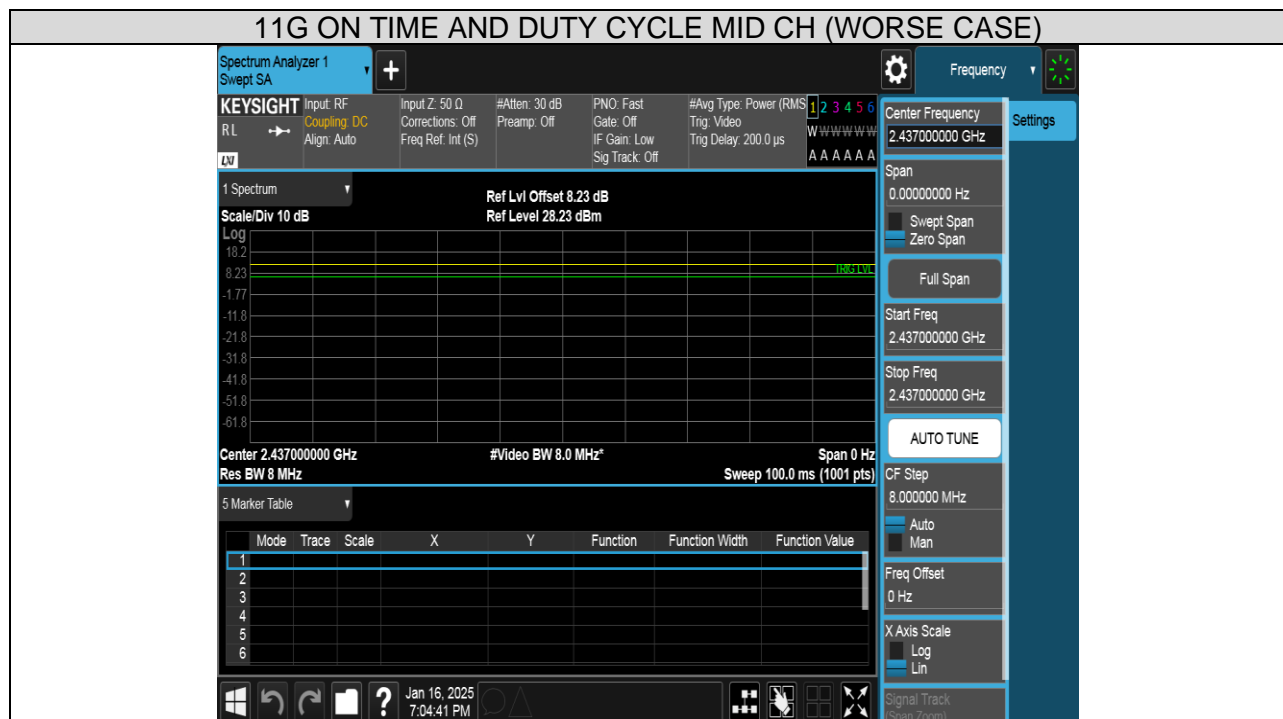 11G ON TIME AND DUTY CYCLE MID CH (WORSE CASE)
Spectrum Analyzer 1
Swept SA
+
Frequency
KEYSIGHT
RL
LXI
Input: RF
Coupling: DC
Align: Auto
Input Z: 50 Ω
Corrections: Off
Freq Ref: Int (S)
#Atten: 30 dB
Preamp: Off
PNO: Fast
Gate: Off
IF Gain: Low
Sig Track: Off
#Avg Type: Power (RMS
Trig: Video
Trig Delay: 200.0 µs
1 2 3 4 5 6
W W W W W W
A A A A A A
1 Spectrum
Scale/Div 10 dB
Ref Lvl Offset 8.23 dB
Ref Level 28.23 dBm
Log
18.2
8.23
-1.77
-11.8
-21.8
-31.8
-41.8
-51.8
-61.8
TRIG LVL
Center 2.437000000 GHz
#Video BW 8.0 MHz*
Span 0 Hz
Res BW 8 MHz
Sweep 100.0 ms (1001 pts)
5 Marker Table
Mode Trace Scale X Y Function Function Width Function Value
1
2
3
4
5
6
?
Jan 16, 2025
7:04:41 PM
Center Frequency
2.437000000 GHz
Settings
Span
0.00000000 Hz
Swept Span
Zero Span
Full Span
Start Freq
2.437000000 GHz
Stop Freq
2.437000000 GHz
AUTO TUNE
CF Step
8.000000 MHz
Auto
Man
Freq Offset
0 Hz
X Axis Scale
Log
Lin
Signal Track
(Span Zoom)